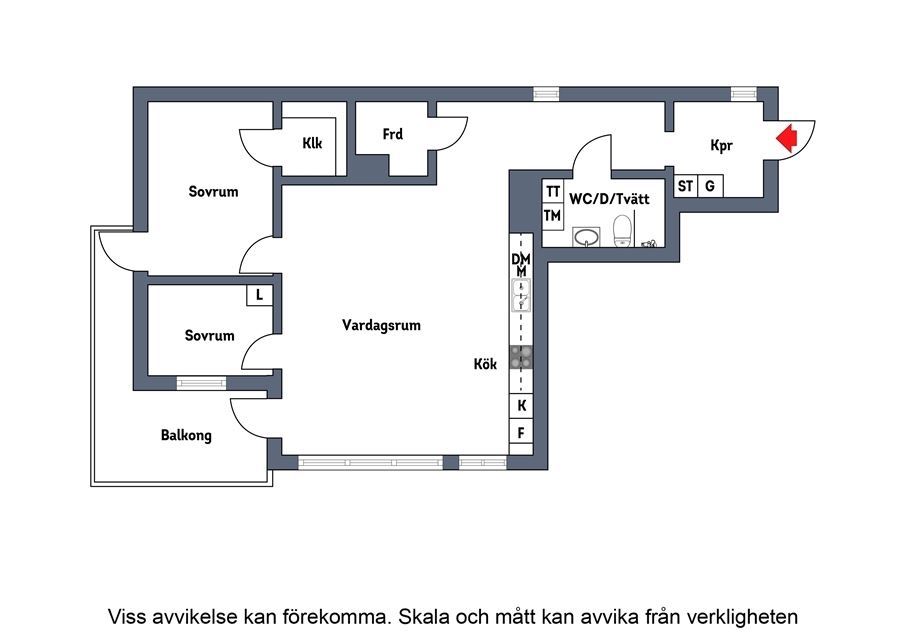 Klk
Frd
Kpr
Sovrum
TT
WC/D/Tvätt
ST
G
TM
DM
M
L
Vardagsrum
Sovrum
Kök
K
F
Balkong
Viss avvikelse kan förekomma. Skala och mått kan avvika från verkligheten